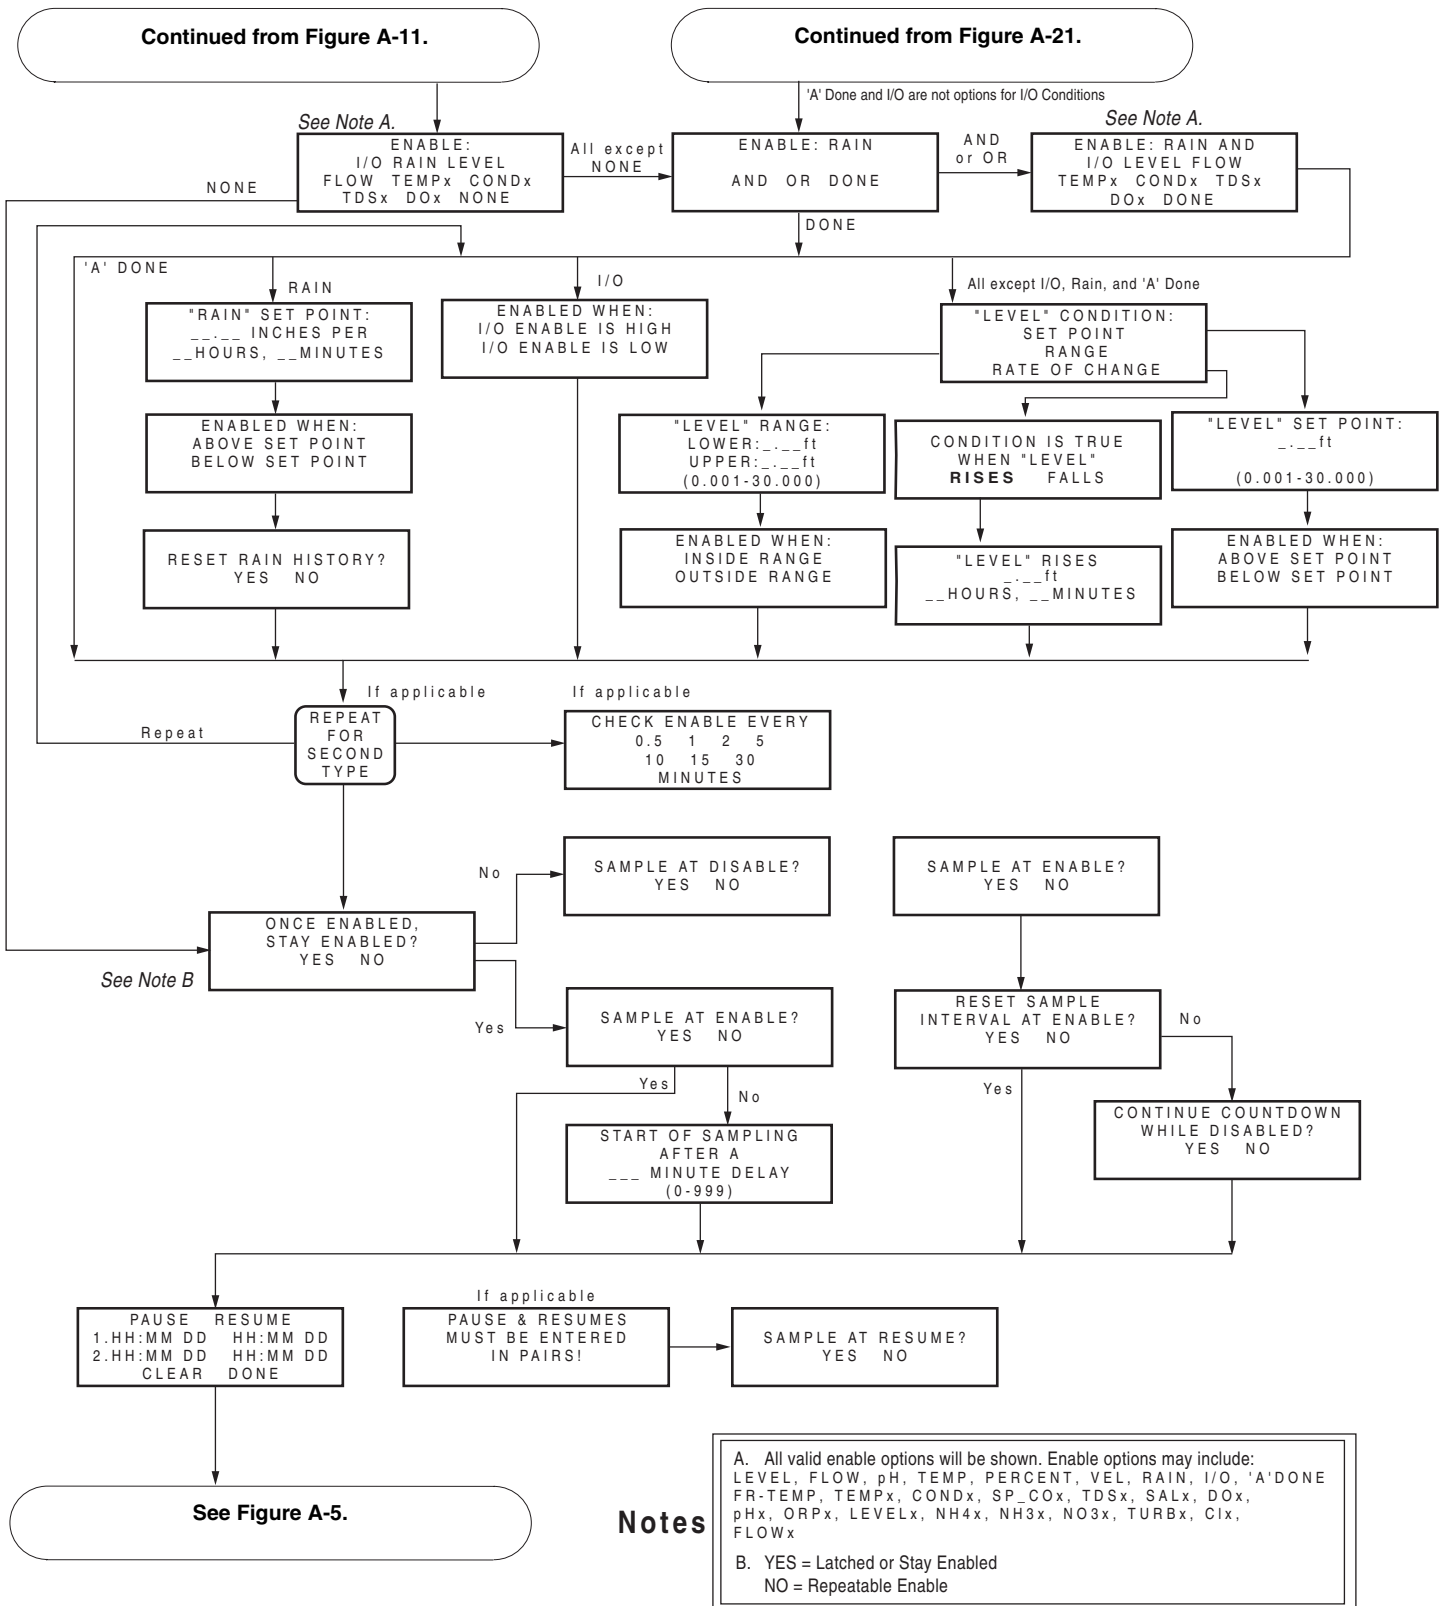 Continued from Figure A-11.
Continued from Figure A-21.
'A' Done and I/O are not options for I/O Conditions
See Note A.
ENABLE:
I/O RAIN LEVEL
FLOW TEMPx CONDx
TDSx DOx NONE
NONE
All except
NONE
ENABLE: RAIN
AND OR DONE
AND
or OR
See Note A.
ENABLE: RAIN AND
I/O LEVEL FLOW
TEMPx CONDx TDSx
DOx DONE
DONE
'A' DONE
RAIN
"RAIN" SET POINT:
__.__ INCHES PER
__HOURS, __MINUTES
ENABLED WHEN:
ABOVE SET POINT
BELOW SET POINT
RESET RAIN HISTORY?
YES NO
I/O
ENABLED WHEN:
I/O ENABLE IS HIGH
I/O ENABLE IS LOW
All except I/O, Rain, and 'A' Done
"LEVEL" CONDITION:
SET POINT
RANGE
RATE OF CHANGE
"LEVEL" RANGE:
LOWER:_.__ft
UPPER:_.__ft
(0.001-30.000)
ENABLED WHEN:
INSIDE RANGE
OUTSIDE RANGE
CONDITION IS TRUE
WHEN "LEVEL"
RISES FALLS
"LEVEL" RISES
_.__ft
__HOURS, __MINUTES
"LEVEL" SET POINT:
_.__ft
(0.001-30.000)
ENABLED WHEN:
ABOVE SET POINT
BELOW SET POINT
If applicable
Repeat
REPEAT
FOR
SECOND
TYPE
If applicable
CHECK ENABLE EVERY
0.5 1 2 5
10 15 30
MINUTES
ONCE ENABLED,
STAY ENABLED?
YES NO
See Note B
No
SAMPLE AT DISABLE?
YES NO
SAMPLE AT ENABLE?
YES NO
Yes
SAMPLE AT ENABLE?
YES NO
Yes
No
START OF SAMPLING
AFTER A
___ MINUTE DELAY
(0-999)
RESET SAMPLE
INTERVAL AT ENABLE?
YES NO
No
Yes
CONTINUE COUNTDOWN
WHILE DISABLED?
YES NO
PAUSE RESUME
1.HH:MM DD HH:MM DD
2.HH:MM DD HH:MM DD
CLEAR DONE
If applicable
PAUSE & RESUMES
MUST BE ENTERED
IN PAIRS!
SAMPLE AT RESUME?
YES NO
See Figure A-5.
Notes
A. All valid enable options will be shown. Enable options may include:
LEVEL, FLOW, pH, TEMP, PERCENT, VEL, RAIN, I/O, 'A'DONE
FR-TEMP, TEMPx, CONDx, SP_COx, TDSx, SALx, DOx,
pHx, ORPx, LEVELx, NH4x, NH3x, NO3x, TURBx, Clx,
FLOWx
B. YES = Latched or Stay Enabled
NO = Repeatable Enable